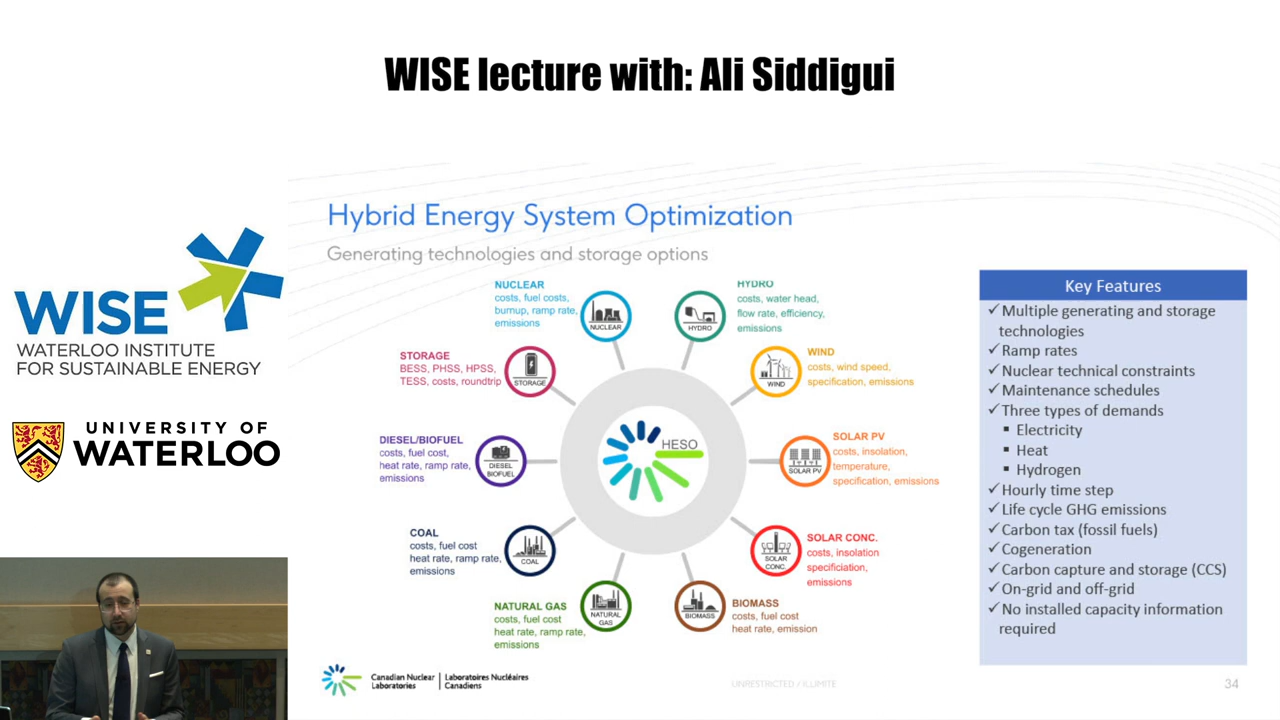 WISE lecture with: Ali Siddigui
WISE
WATERLOO INSTITUTE
FOR SUSTAINABLE ENERGY
UNIVERSITY OF
WATERLOO
Hybrid Energy System Optimization
Generating technologies and storage options
NUCLEAR
costs, fuel costs,
burnup, ramp rate,
emissions
NUCLEAR
HYDRO
costs, water head,
flow rate, efficiency,
emissions
HYDRO
STORAGE
BESS, PHSS, HPSS,
TESS, costs, roundtrip
STORAGE
WIND
costs, wind speed,
specification, emissions
WIND
DIESEL/BIOFUEL
costs, fuel cost,
heat rate, ramp rate,
emissions
DIESEL
BIOFUEL
HESO
SOLAR PV
costs, insolation,
temperature,
specification, emissions
SOLAR PV
COAL
costs, fuel cost
heat rate, ramp rate,
emissions
COAL
SOLAR CONC.
costs, insolation
specificiation,
emissions
SOLAR
CONC.
NATURAL GAS
costs, fuel cost
heat rate, ramp rate,
emissions
NATURAL
GAS
BIOMASS
costs, fuel cost
heat rate, emission
BIOMASS
Key Features
✓ Multiple generating and storage
technologies
✓ Ramp rates
✓ Nuclear technical constraints
✓ Maintenance schedules
✓ Three types of demands
▪ Electricity
▪ Heat
▪ Hydrogen
✓ Hourly time step
✓ Life cycle GHG emissions
✓ Carbon tax (fossil fuels)
✓ Cogeneration
✓ Carbon capture and storage (CCS)
✓ On-grid and off-grid
✓ No installed capacity information
required
Canadian Nuclear | Laboratoires Nucléaires
Laboratories | Canadiens
UNRESTRICTED / ILLIMITÉ
34